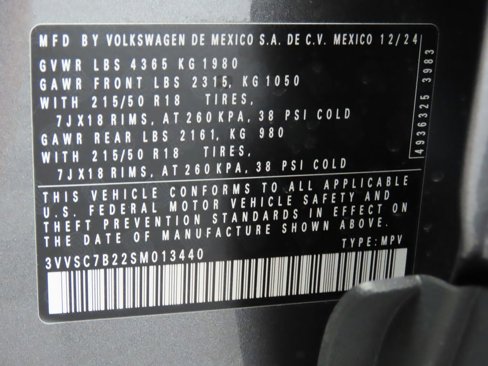 MFD BY VOLKSWAGEN DE MEXICO S.A. DE C.V. MEXICO 12/24
GVWR LBS 4365 KG 1980
GAWR FRONT LBS 2315, KG 1050
WITH 215/50 R18 TIRES,
7JX18 RIMS, AT 260 KPA, 38 PSI COLD
GAWR REAR LBS 2161, KG 980
WITH 215/50 R18 TIRES,
7JX18 RIMS, AT 260 KPA, 38 PSI COLD
4936325 3983
THIS VEHICLE CONFORMS TO ALL APPLICABLE
U.S. FEDERAL MOTOR VEHICLE SAFETY AND
THEFT PREVENTION STANDARDS IN EFFECT ON
THE DATE OF MANUFACTURE SHOWN ABOVE.
3VVSC7B22SM013440 TYPE: MPV